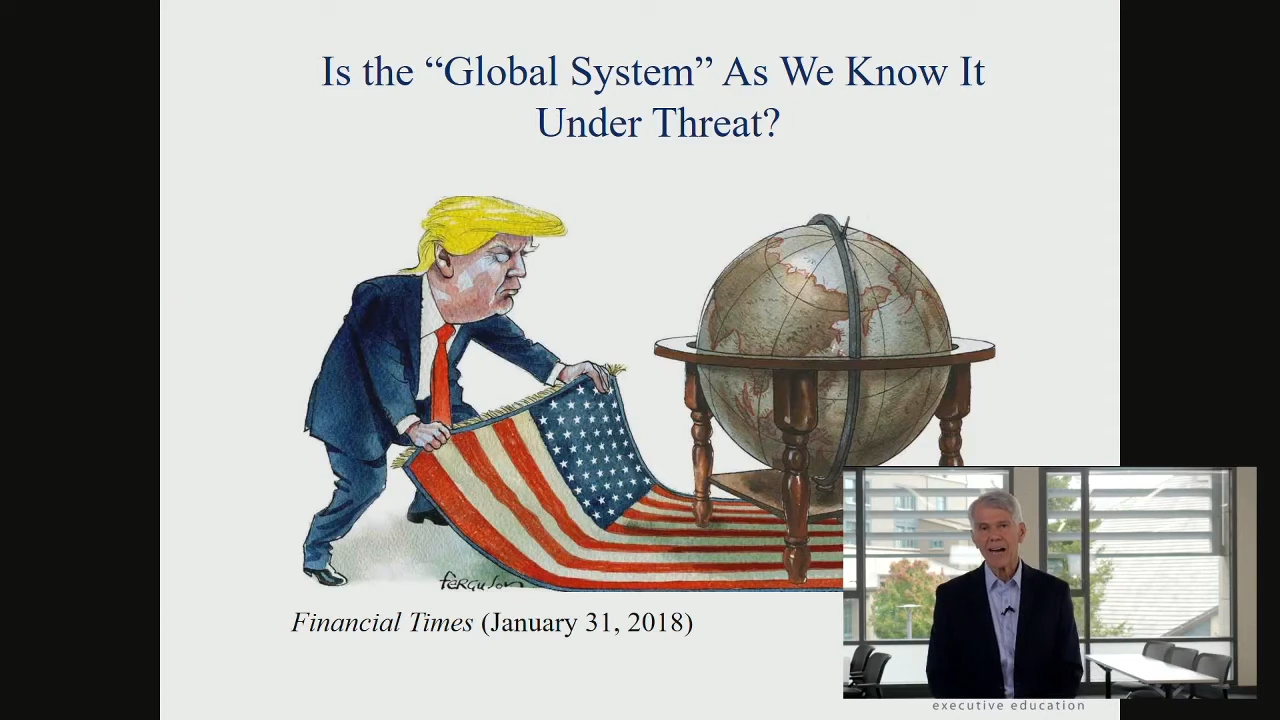 Is the “Global System” As We Know It
Under Threat?
FERGUSON
Financial Times (January 31, 2018)
executive education